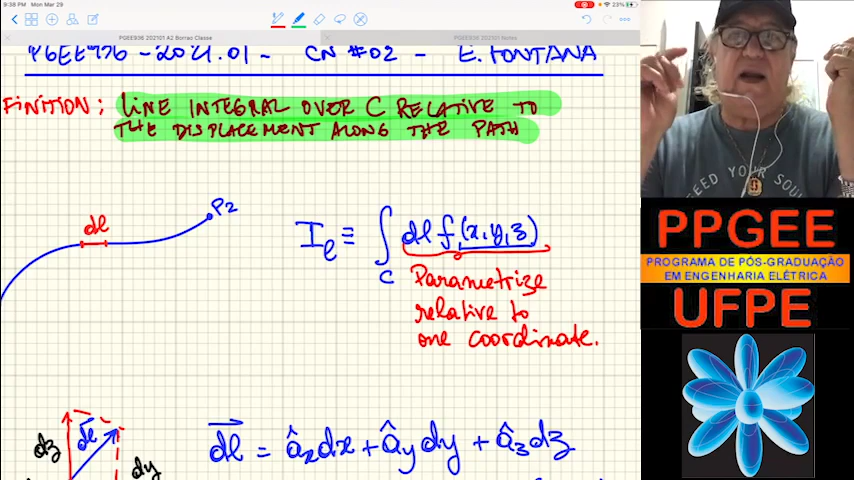 9:38 PM Mon Mar 29
23%
PGEE936 202101 A2 Borrao Classe
PGEE936 202101 Notes
PGEE936 - 2021.01 - CN #02 - E. FONTANA
FINITION: LINE INTEGRAL OVER C RELATIVE TO
THE DISPLACEMENT ALONG THE PATH
dl
P2
I_l ≡ ∫_C dl f(x,y,z)
Parametrize
relative to
one coordinate.
dz
dl
dy
dl = âx dx + ây dy + âz dz
FEED YOUR SOUL
PPGEE
PROGRAMA DE PÓS-GRADUAÇÃO
EM ENGENHARIA ELÉTRICA
UFPE